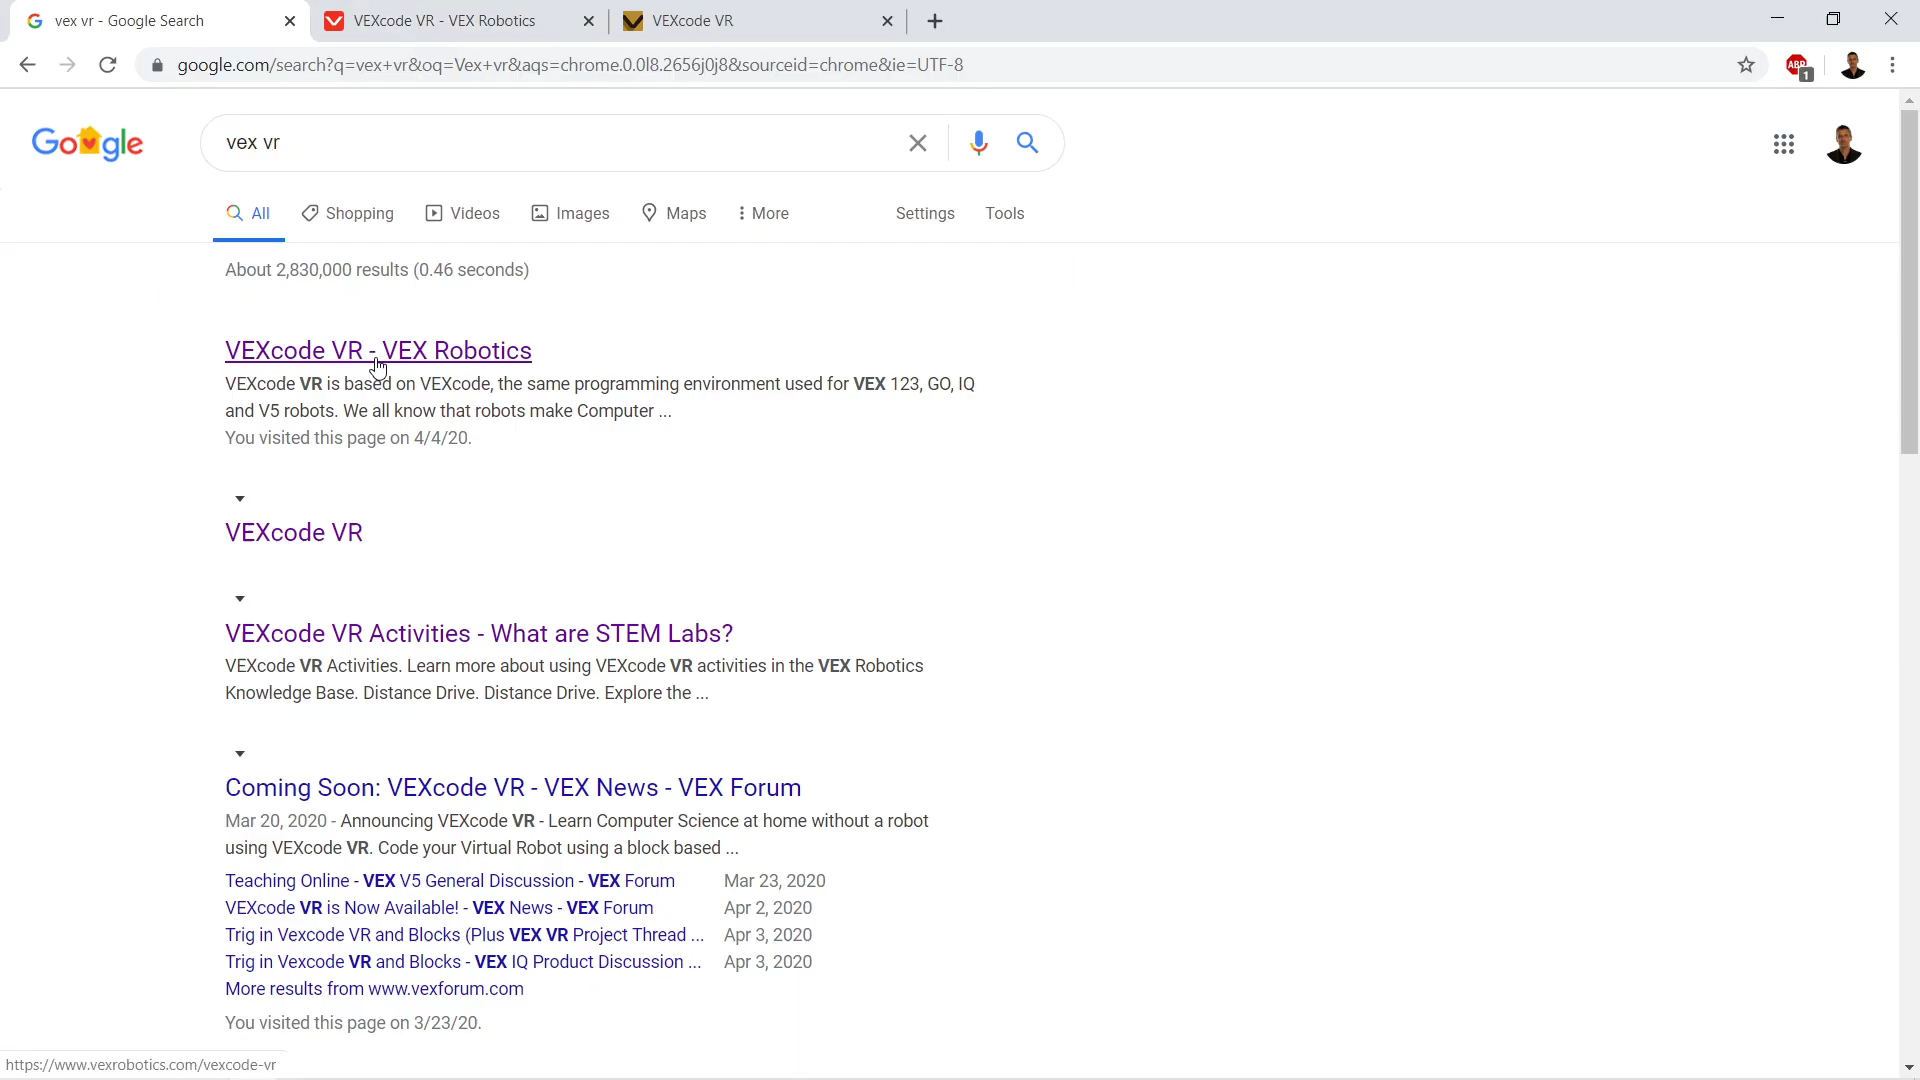 vex vr - Google Search
VEXcode VR - VEX Robotics
VEXcode VR
google.com/search?q=vex+vr&oq=Vex+vr&aqs=chrome.0.0l8.2656j0j8&sourceid=chrome&ie=UTF-8
ABP
1
Google
vex vr
All
Shopping
Videos
Images
Maps
More
Settings
Tools
About 2,830,000 results (0.46 seconds)
VEXcode VR - VEX Robotics
VEXcode VR is based on VEXcode, the same programming environment used for VEX 123, GO, IQ
and V5 robots. We all know that robots make Computer ...
You visited this page on 4/4/20.
VEXcode VR
VEXcode VR Activities - What are STEM Labs?
VEXcode VR Activities. Learn more about using VEXcode VR activities in the VEX Robotics
Knowledge Base. Distance Drive. Distance Drive. Explore the ...
Coming Soon: VEXcode VR - VEX News - VEX Forum
Mar 20, 2020 - Announcing VEXcode VR - Learn Computer Science at home without a robot
using VEXcode VR. Code your Virtual Robot using a block based ...
Teaching Online - VEX V5 General Discussion - VEX Forum Mar 23, 2020
VEXcode VR is Now Available! - VEX News - VEX Forum Apr 2, 2020
Trig in Vexcode VR and Blocks (Plus VEX VR Project Thread ... Apr 3, 2020
Trig in Vexcode VR and Blocks - VEX IQ Product Discussion ... Apr 3, 2020
More results from www.vexforum.com
You visited this page on 3/23/20.
https://www.vexrobotics.com/vexcode-vr